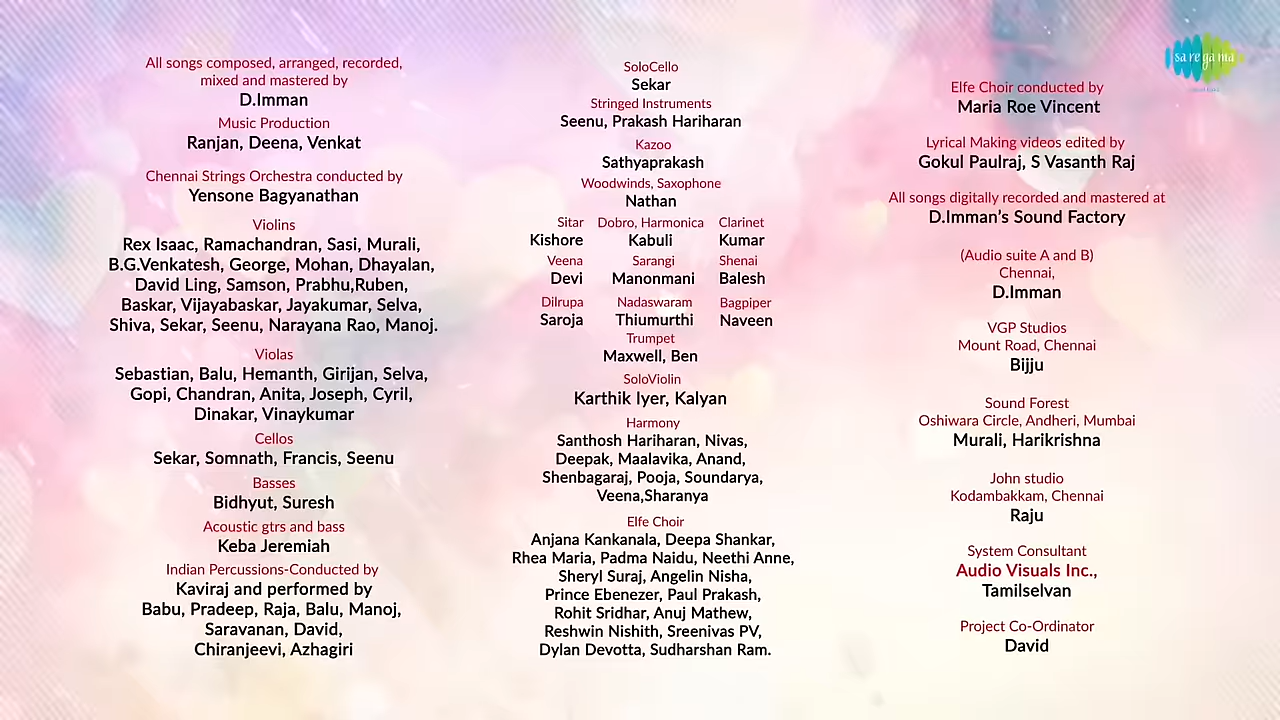 All songs composed, arranged, recorded,
mixed and mastered by
D.Imman
Music Production
Ranjan, Deena, Venkat
Chennai Strings Orchestra conducted by
Yensone Bagyanathan
Violins
Rex Isaac, Ramachandran, Sasi, Murali,
B.G.Venkatesh, George, Mohan, Dhayalan,
David Ling, Samson, Prabhu,Ruben,
Baskar, Vijayabaskar, Jayakumar, Selva,
Shiva, Sekar, Seenu, Narayana Rao, Manoj.
Violas
Sebastian, Balu, Hemanth, Girijan, Selva,
Gopi, Chandran, Anita, Joseph, Cyril,
Dinakar, Vinaykumar
Cellos
Sekar, Somnath, Francis, Seenu
Basses
Bidhyut, Suresh
Acoustic gtrs and bass
Keba Jeremiah
Indian Percussions-Conducted by
Kaviraj and performed by
Babu, Pradeep, Raja, Balu, Manoj,
Saravanan, David,
Chiranjeevi, Azhagiri
SoloCello
Sekar
Stringed Instruments
Seenu, Prakash Hariharan
Kazoo
Sathyaprakash
Woodwinds, Saxophone
Nathan
Sitar Dobro, Harmonica Clarinet
Kishore Kabuli Kumar
Veena Sarangi Shenai
Devi Manonmani Balesh
Dilrupa Nadaswaram Bagpiper
Saroja Thiumurthi Naveen
Trumpet
Maxwell, Ben
SoloViolin
Karthik Iyer, Kalyan
Harmony
Santhosh Hariharan, Nivas,
Deepak, Maalavika, Anand,
Shenbagaraj, Pooja, Soundarya,
Veena,Sharanya
Elfe Choir
Anjana Kankanala, Deepa Shankar,
Rhea Maria, Padma Naidu, Neethi Anne,
Sheryl Suraj, Angelin Nisha,
Prince Ebenezer, Paul Prakash,
Rohit Sridhar, Anuj Mathew,
Reshwin Nishith, Sreenivas PV,
Dylan Devotta, Sudharshan Ram.
sa re ga ma
Elfe Choir conducted by
Maria Roe Vincent
Lyrical Making videos edited by
Gokul Paulraj, S Vasanth Raj
All songs digitally recorded and mastered at
D.Imman's Sound Factory
(Audio suite A and B)
Chennai,
D.Imman
VGP Studios
Mount Road, Chennai
Bijju
Sound Forest
Oshiwara Circle, Andheri, Mumbai
Murali, Harikrishna
John studio
Kodambakkam, Chennai
Raju
System Consultant
Audio Visuals Inc.,
Tamilselvan
Project Co-Ordinator
David